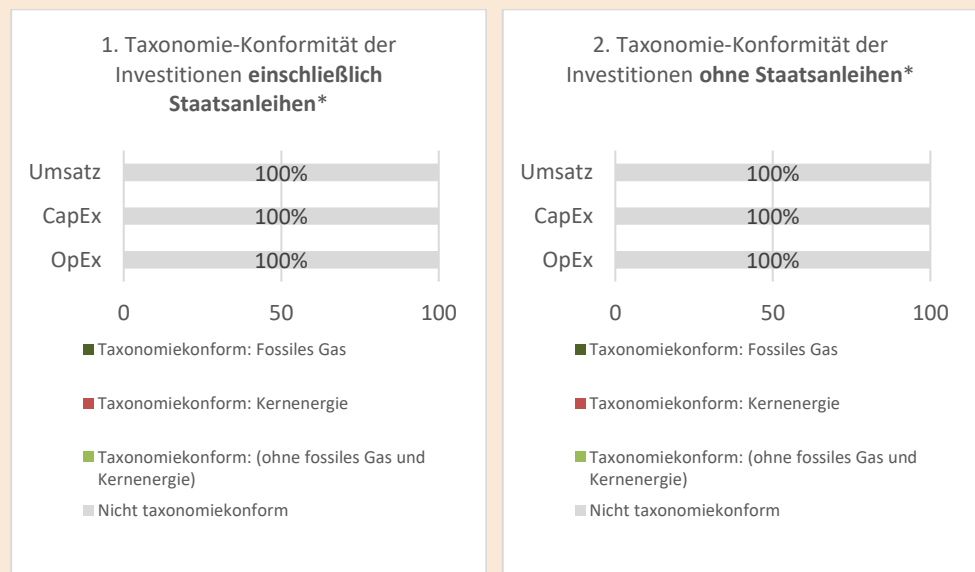 1. Taxonomie-Konformität der
Investitionen einschließlich
Staatsanleihen*
Umsatz
100%
CapEx
100%
OpEx
100%
0
50
100
Taxonomiekonform: Fossiles Gas
Taxonomiekonform: Kernenergie
Taxonomiekonform: (ohne fossiles Gas und
Kernenergie)
Nicht taxonomiekonform
2. Taxonomie-Konformität der
Investitionen ohne Staatsanleihen*
Umsatz
100%
CapEx
100%
OpEx
100%
0
50
100
Taxonomiekonform: Fossiles Gas
Taxonomiekonform: Kernenergie
Taxonomiekonform: (ohne fossiles Gas und
Kernenergie)
Nicht taxonomiekonform